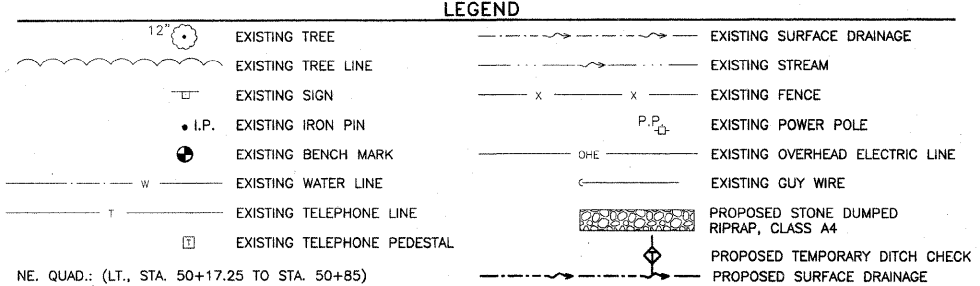 LEGEND
12" EXISTING TREE
EXISTING TREE LINE
EXISTING SIGN
I.P. EXISTING IRON PIN
EXISTING BENCH MARK
W EXISTING WATER LINE
T EXISTING TELEPHONE LINE
T EXISTING TELEPHONE PEDESTAL
NE. QUAD.: (LT., STA. 50+17.25 TO STA. 50+85)
EXISTING SURFACE DRAINAGE
EXISTING STREAM
X X EXISTING FENCE
P.P. EXISTING POWER POLE
OHE EXISTING OVERHEAD ELECTRIC LINE
EXISTING GUY WIRE
PROPOSED STONE DUMPED
RIPRAP, CLASS A4
T PROPOSED TEMPORARY DITCH CHECK
PROPOSED SURFACE DRAINAGE